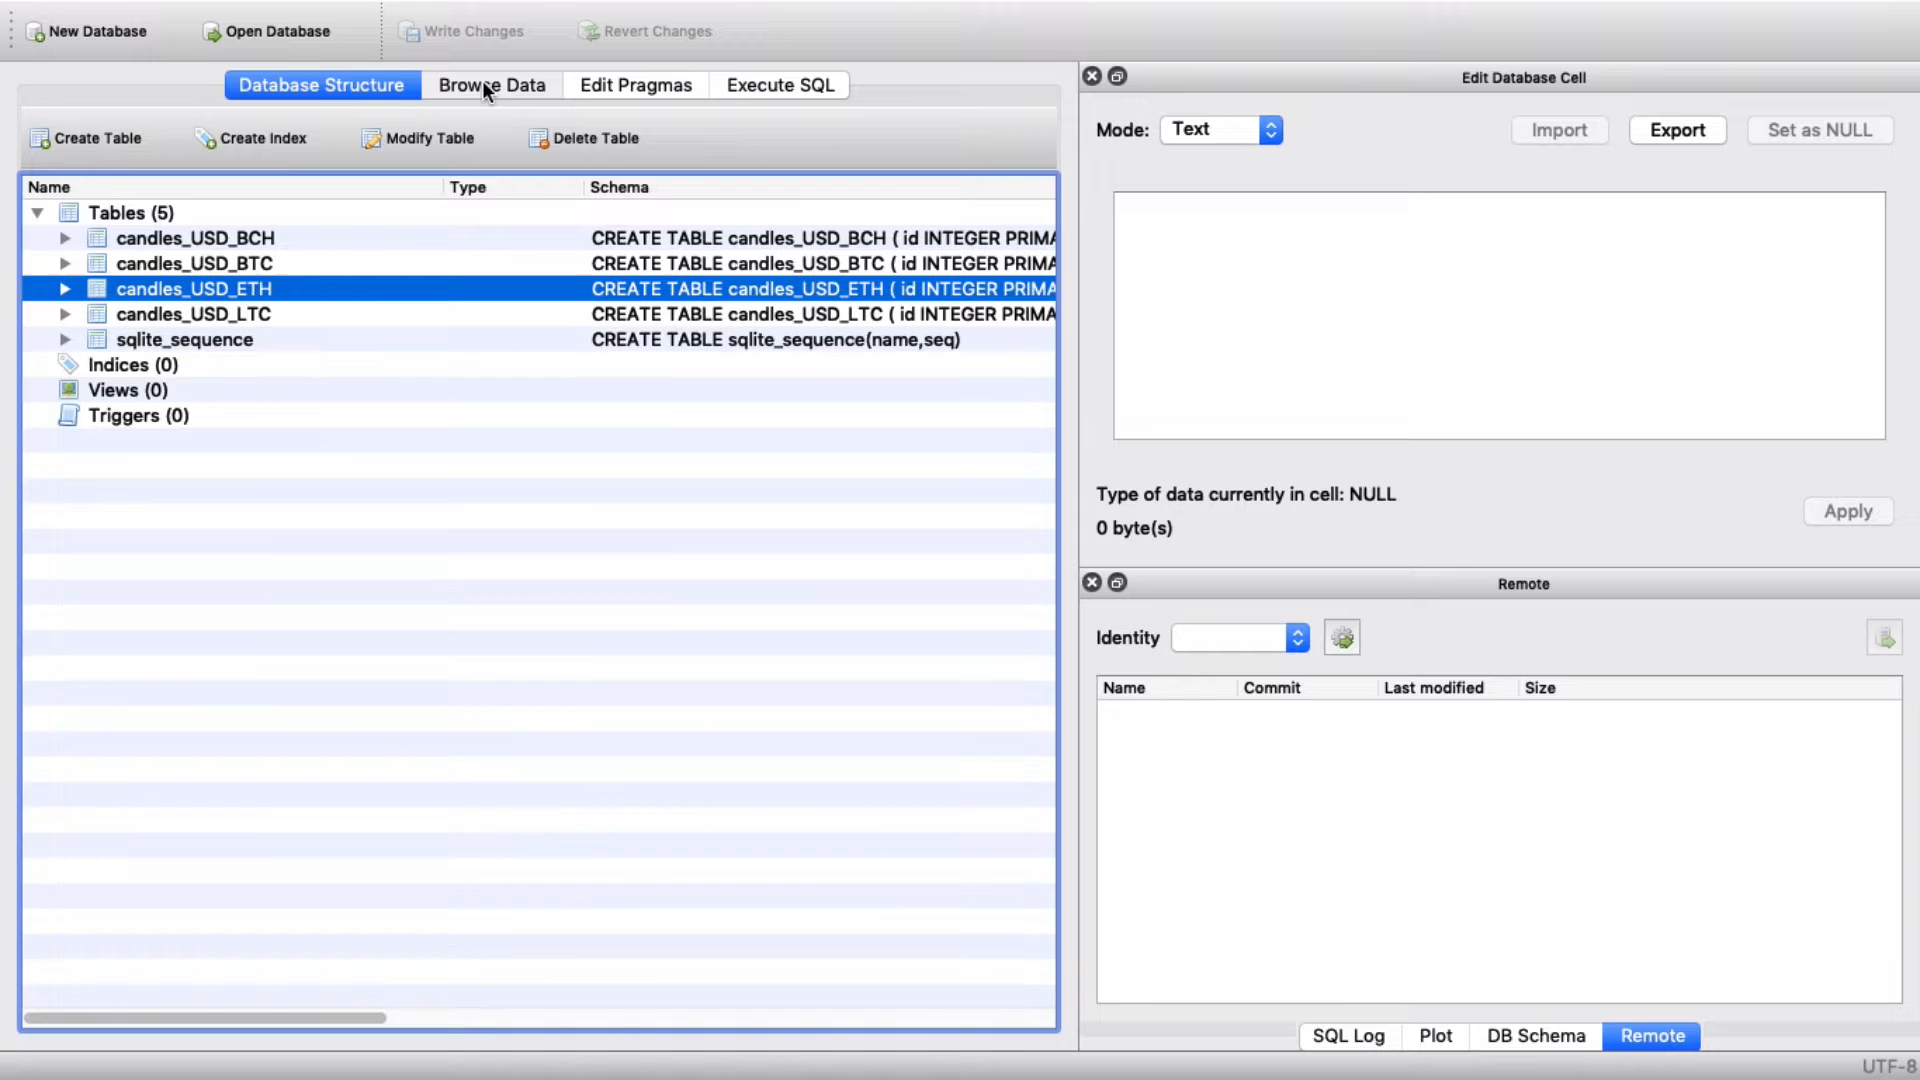 New Database Open Database Write Changes Revert Changes
Database Structure Browse Data Edit Pragmas Execute SQL
Create Table Create Index Modify Table Delete Table
Name Type Schema
Tables (5)
candles_USD_BCH CREATE TABLE candles_USD_BCH ( id INTEGER PRIMA
candles_USD_BTC CREATE TABLE candles_USD_BTC ( id INTEGER PRIMA
candles_USD_ETH CREATE TABLE candles_USD_ETH ( id INTEGER PRIMA
candles_USD_LTC CREATE TABLE candles_USD_LTC ( id INTEGER PRIMA
sqlite_sequence CREATE TABLE sqlite_sequence(name,seq)
Indices (0)
Views (0)
Triggers (0)
Edit Database Cell
Mode: Text Import Export Set as NULL
Type of data currently in cell: NULL
0 byte(s)
Apply
Remote
Identity
Name Commit Last modified Size
SQL Log Plot DB Schema Remote
UTF-8